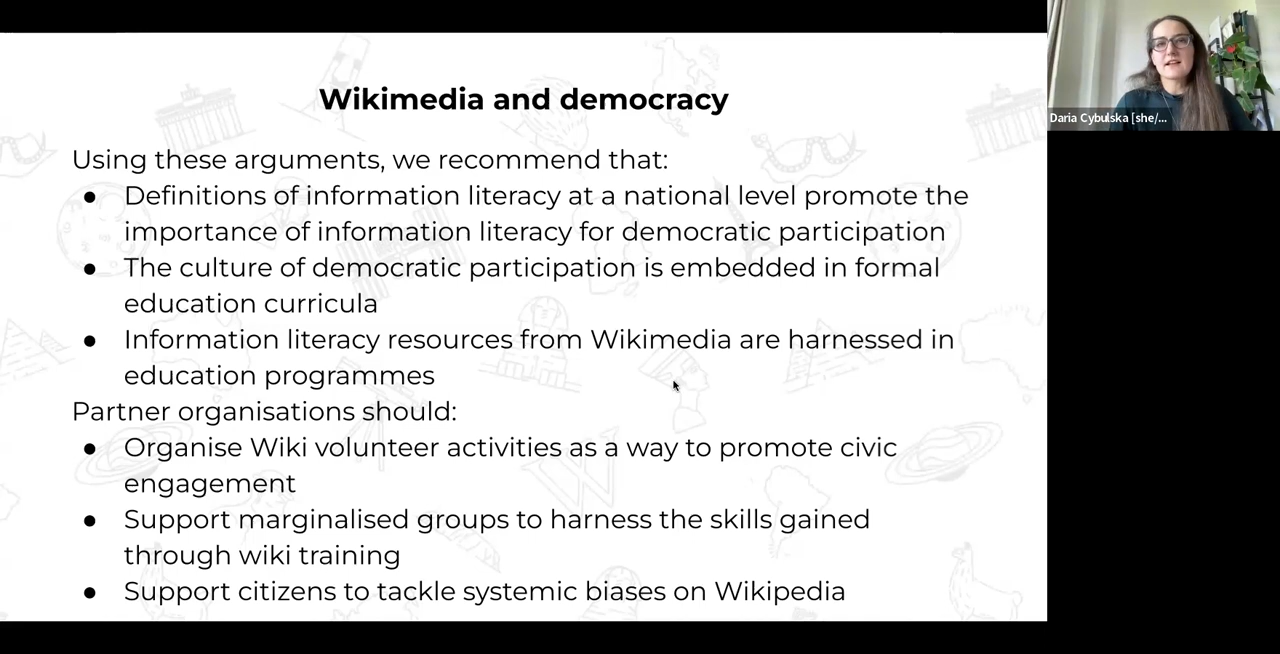 Wikimedia and democracy
Using these arguments, we recommend that:
● Definitions of information literacy at a national level promote the
importance of information literacy for democratic participation
● The culture of democratic participation is embedded in formal
education curricula
● Information literacy resources from Wikimedia are harnessed in
education programmes
Partner organisations should:
● Organise Wiki volunteer activities as a way to promote civic
engagement
● Support marginalised groups to harness the skills gained
through wiki training
● Support citizens to tackle systemic biases on Wikipedia
Daria Cybulska [she/...